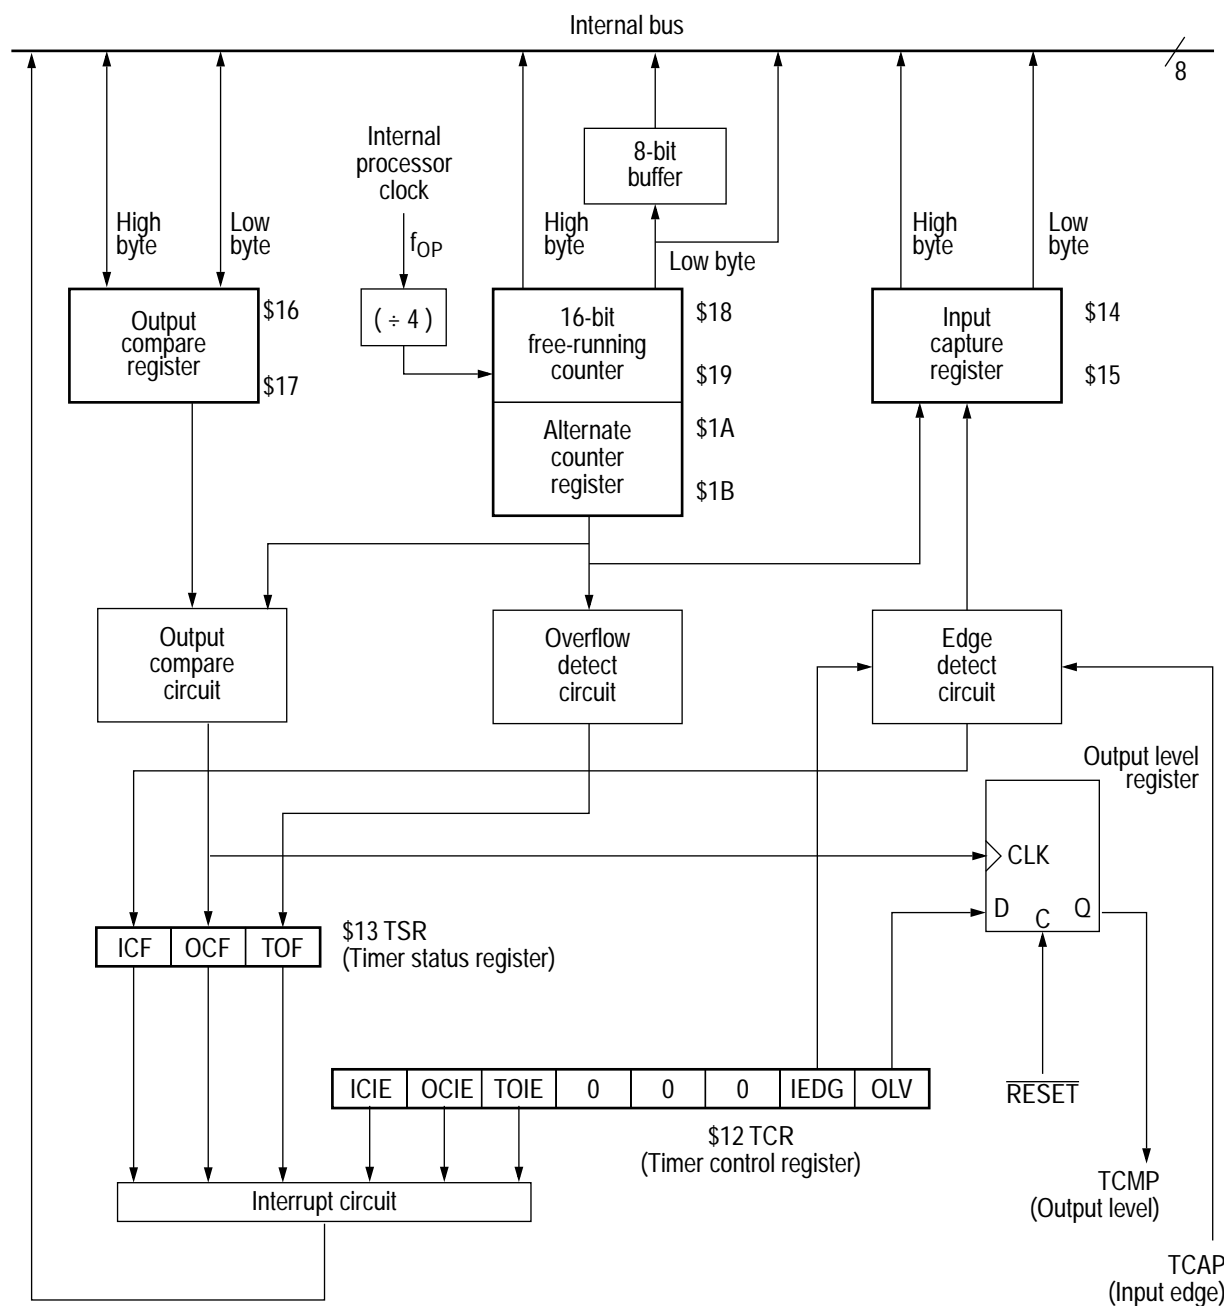 Internal bus
8
Internal
processor
clock
8-bit
buffer
High
byte
Low
byte
High
byte
High
byte
Low
byte
fOP
Low byte
Output
compare
register
$16
$17
( ÷ 4 )
16-bit
free-running
counter
$18
$19
Input
capture
register
$14
$15
Alternate
counter
register
$1A
$1B
Output
compare
circuit
Overflow
detect
circuit
Edge
detect
circuit
Output level
register
CLK
D
C
Q
ICF OCF TOF
$13 TSR
(Timer status register)
ICIE OCIE TOIE 0 0 0 IEDG OLV
RESET
$12 TCR
(Timer control register)
Interrupt circuit
TCMP
(Output level)
TCAP
(Input edge)